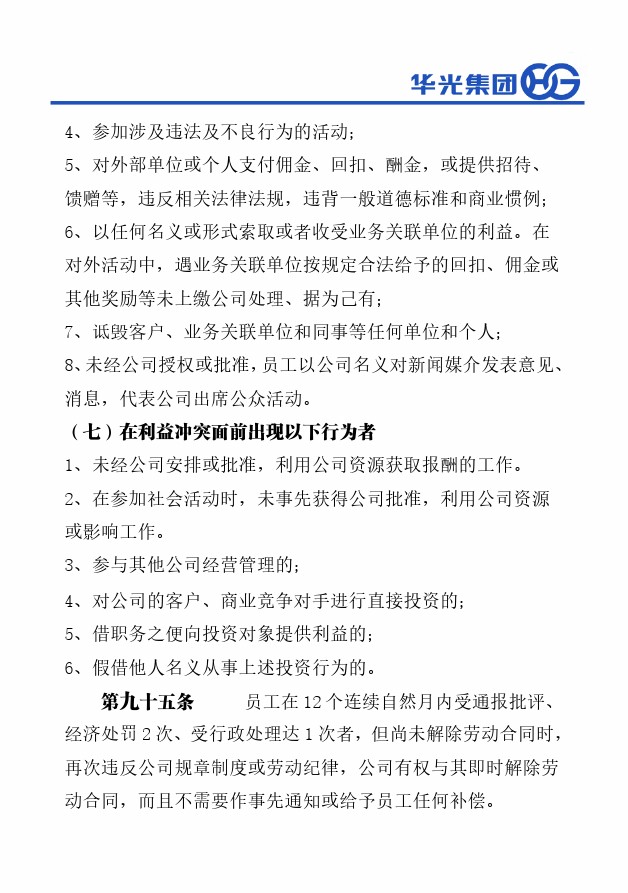 华光集团
4、参加涉及违法及不良行为的活动;
5、对外部单位或个人支付佣金、回扣、酬金，或提供招待、
馈赠等，违反相关法律法规，违背一般道德标准和商业惯例;
6、以任何名义或形式索取或者收受业务关联单位的利益。在
对外活动中，遇业务关联单位按规定合法给予的回扣、佣金或
其他奖励等未上缴公司处理、据为己有;
7、诋毁客户、业务关联单位和同事等任何单位和个人;
8、未经公司授权或批准，员工以公司名义对新闻媒介发表意见、
消息，代表公司出席公众活动。
（七）在利益冲突面前出现以下行为者
1、未经公司安排或批准，利用公司资源获取报酬的工作。
2、在参加社会活动时，未事先获得公司批准，利用公司资源
或影响工作。
3、参与其他公司经营管理的;
4、对公司的客户、商业竞争对手进行直接投资的;
5、借职务之便向投资对象提供利益的;
6、假借他人名义从事上述投资行为的。
第九十五条 员工在12个连续自然月内受通报批评、
经济处罚2次、受行政处理达1次者，但尚未解除劳动合同时，
再次违反公司规章制度或劳动纪律，公司有权与其即时解除劳
动合同，而且不需要作事先通知或给予员工任何补偿。